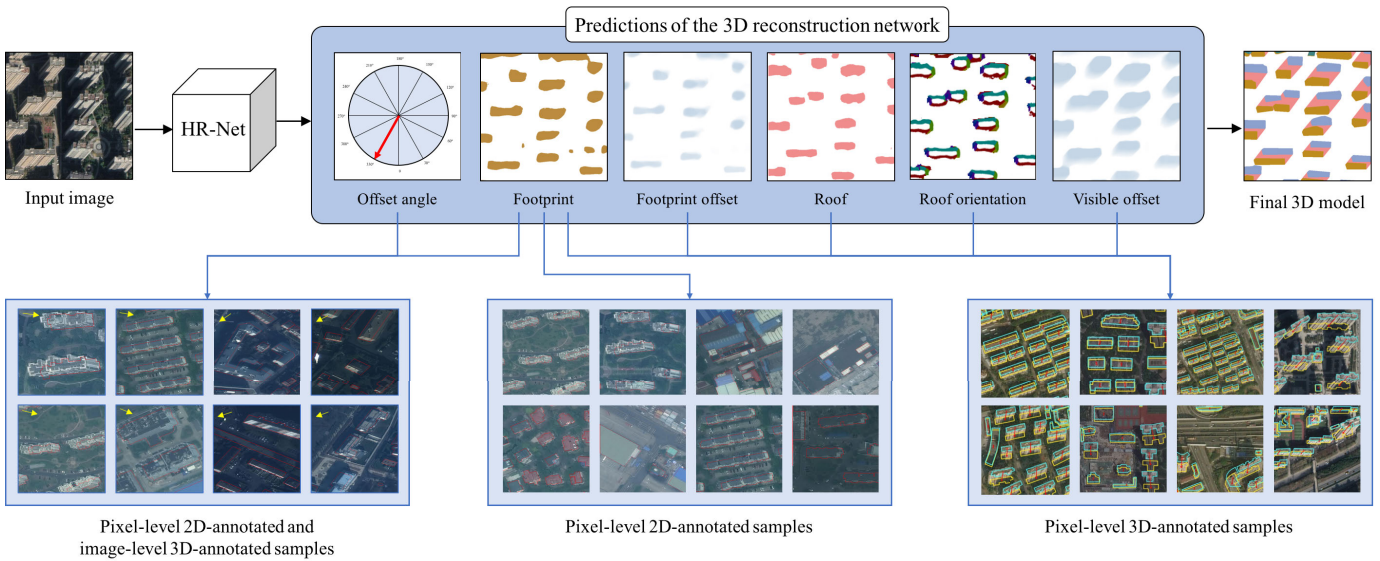 Predictions of the 3D reconstruction network
HR-Net
Input image
Offset angle
Footprint
Footprint offset
Roof
Roof orientation
Visible offset
Final 3D model
Pixel-level 2D-annotated and
image-level 3D-annotated samples
Pixel-level 2D-annotated samples
Pixel-level 3D-annotated samples